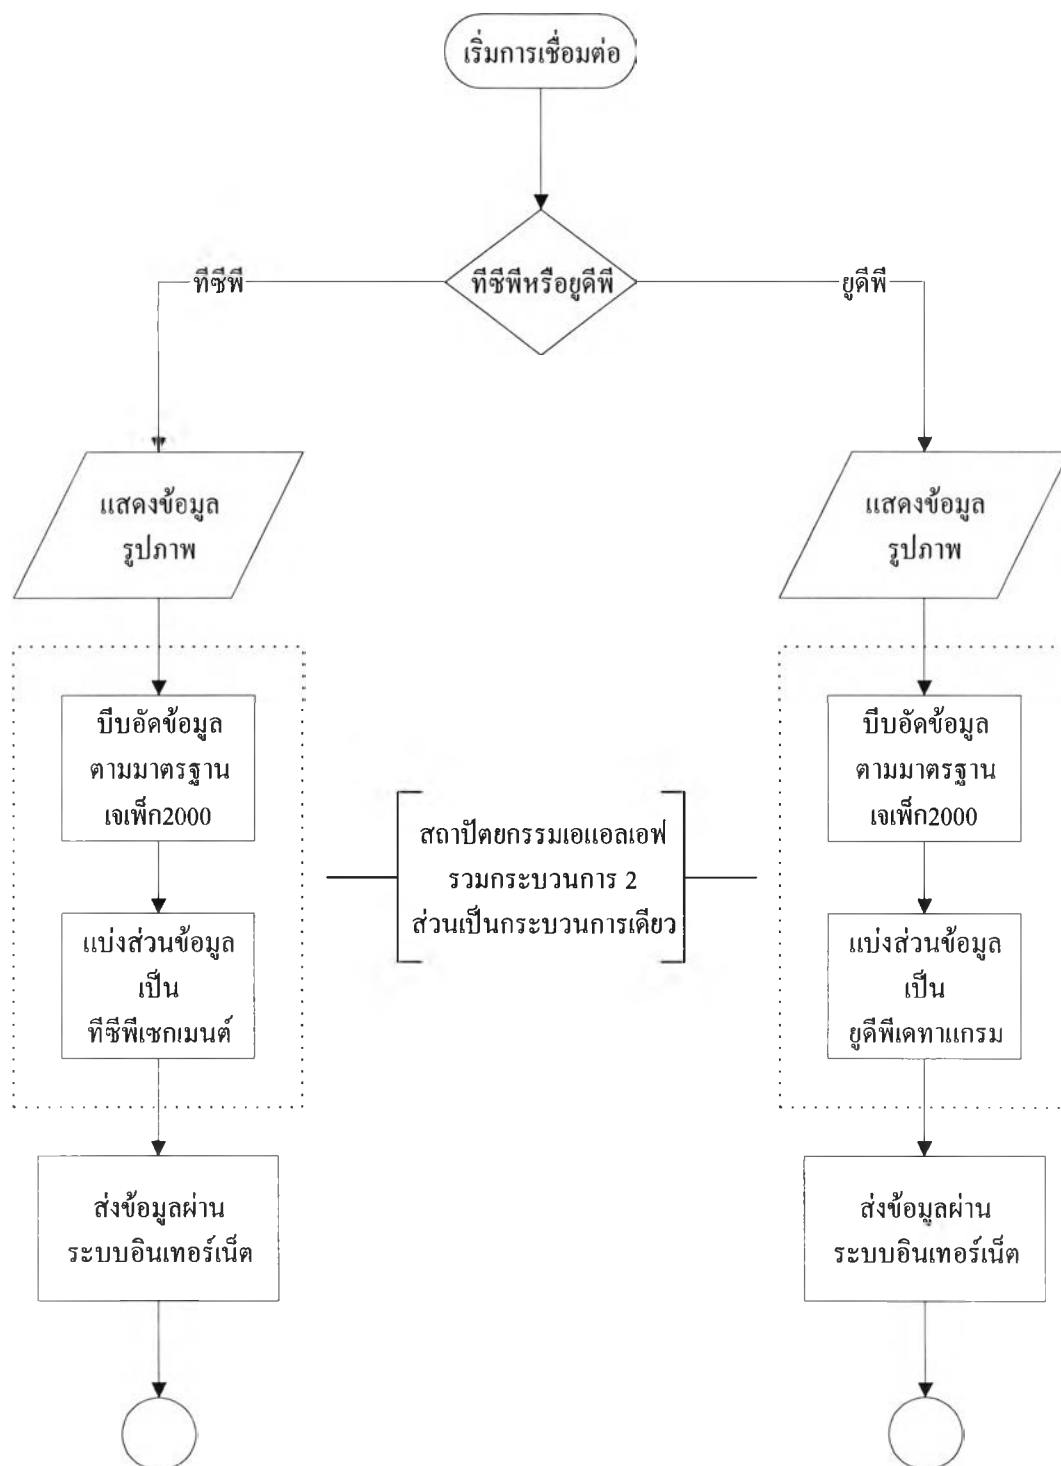 เริ่มการเชื่อมต่อ
ทีซีพีหรือยูดีพี
ทีซีพี
ยูดีพี
แสดงข้อมูล
รูปภาพ
บีบอัดข้อมูล
ตามมาตรฐาน
เจเพ็ก2000
แบ่งส่วนข้อมูล
เป็น
ทีซีพีเซกเมนต์
ส่งข้อมูลผ่าน
ระบบอินเทอร์เน็ต
สถาปัตยกรรมเอแอลเอฟ
รวมกระบวนการ 2
ส่วนเป็นกระบวนการเดียว
แสดงข้อมูล
รูปภาพ
บีบอัดข้อมูล
ตามมาตรฐาน
เจเพ็ก2000
แบ่งส่วนข้อมูล
เป็น
ยูดีพีเดทาแกรม
ส่งข้อมูลผ่าน
ระบบอินเทอร์เน็ต